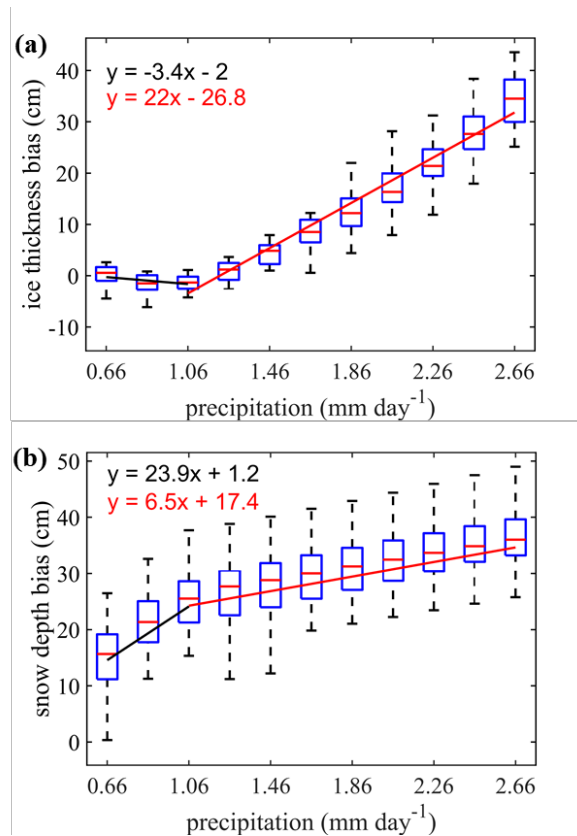 (a)
y = -3.4x - 2
y = 22x - 26.8
ice thickness bias (cm)
40
30
20
10
0
-10
0.66 1.06 1.46 1.86 2.26 2.66
precipitation (mm day-1)
(b)
y = 23.9x + 1.2
y = 6.5x + 17.4
snow depth bias (cm)
50
40
30
20
10
0
0.66 1.06 1.46 1.86 2.26 2.66
precipitation (mm day-1)